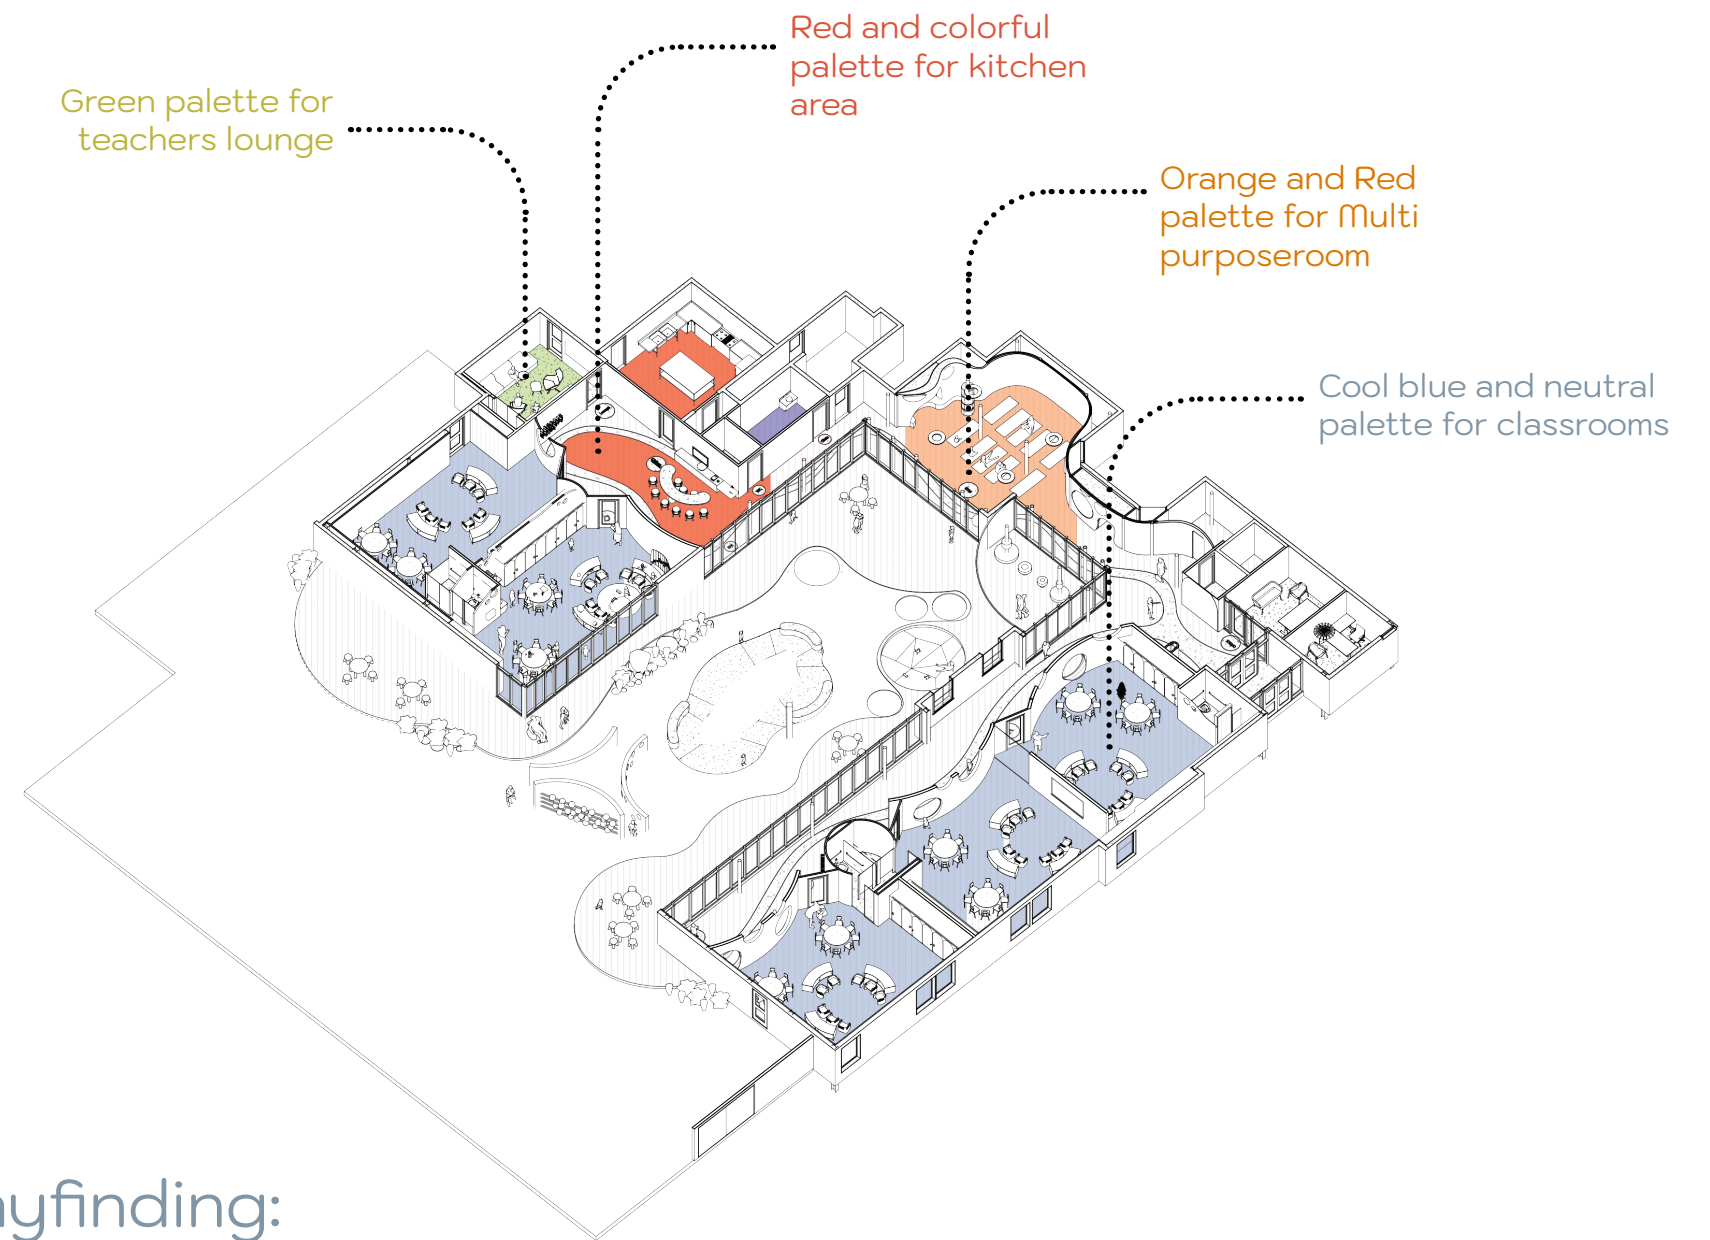 Red and colorful
palette for kitchen
area
Green palette for
teachers lounge
Orange and Red
palette for Multi
purposeroom
Cool blue and neutral
palette for classrooms
ayfinding: